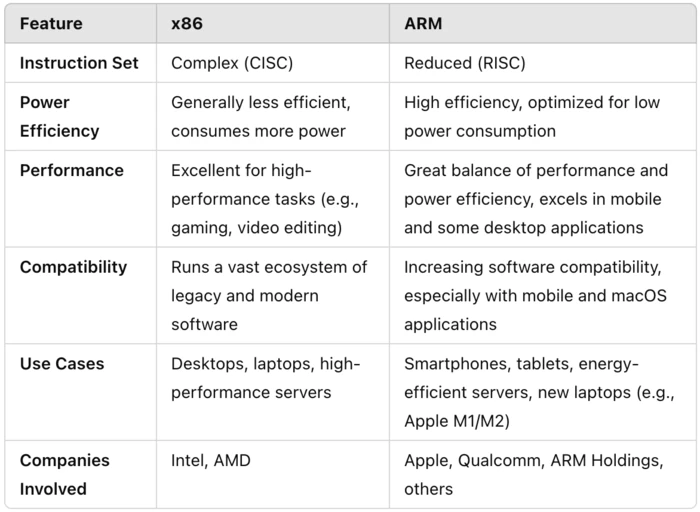 Feature x86 ARM
Instruction Set Complex (CISC) Reduced (RISC)
Power Generally less efficient, High efficiency, optimized for low
Efficiency consumes more power power consumption
Performance Excellent for high- Great balance of performance and
performance tasks (e.g., power efficiency, excels in mobile
gaming, video editing) and some desktop applications
Compatibility Runs a vast ecosystem of Increasing software compatibility,
legacy and modern especially with mobile and macOS
software applications
Use Cases Desktops, laptops, high- Smartphones, tablets, energy-
performance servers efficient servers, new laptops (e.g.,
Apple M1/M2)
Companies Intel, AMD Apple, Qualcomm, ARM Holdings,
Involved others